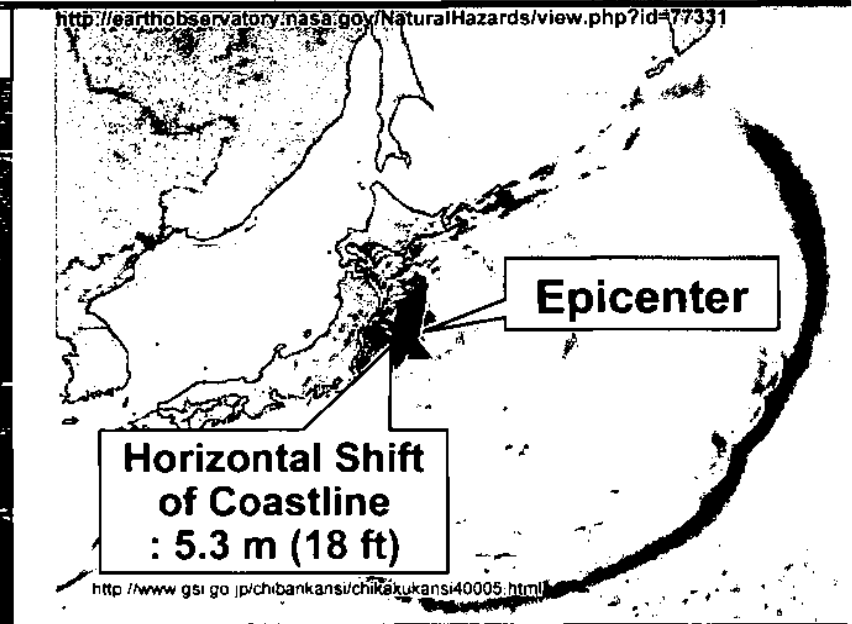 http://earthobservatory.nasa.gov/NaturalHazards/view.php?id=77331
Epicenter
Horizontal Shift
of Coastline
: 5.3 m (18 ft)
http //www gsi go jp/chibankansi/chikakukansi40005.html